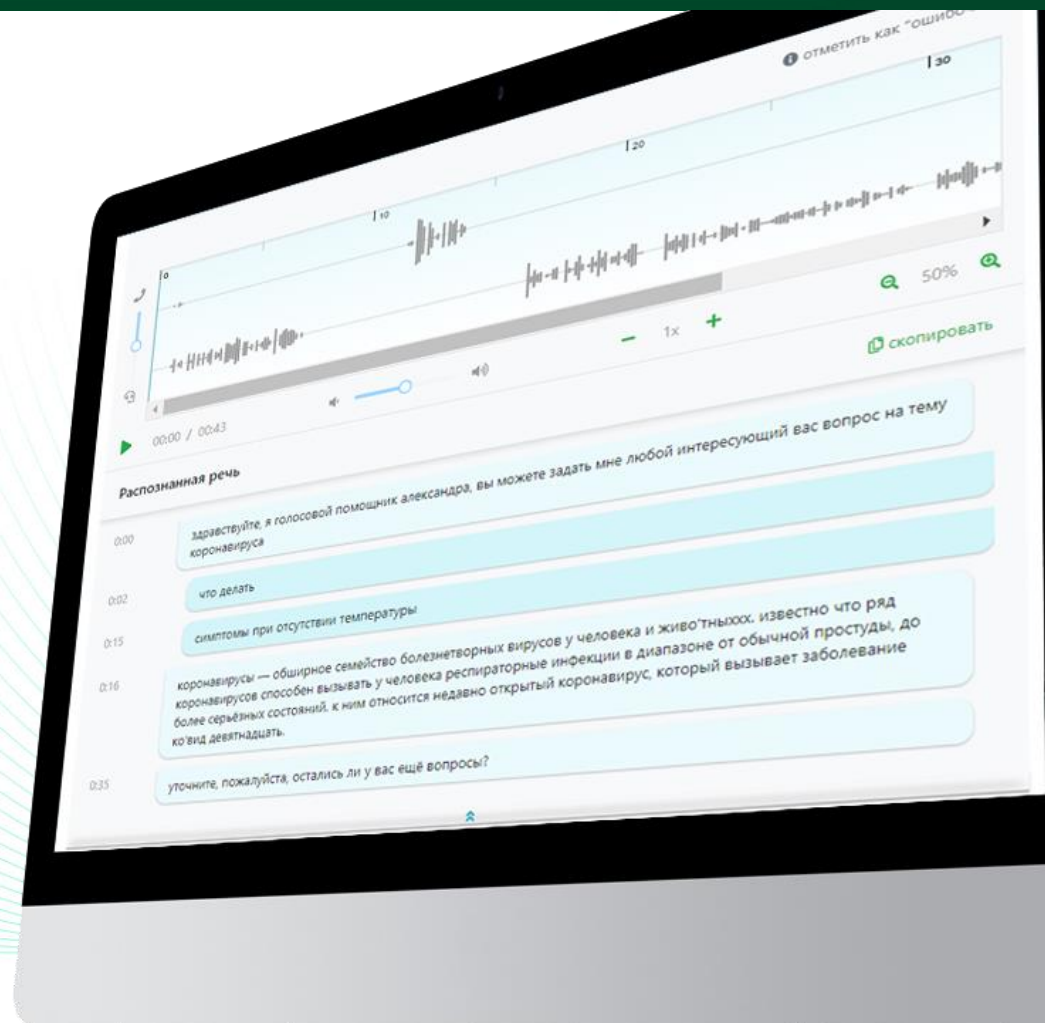 отметить как "ошибо
0
10
20
30
50%
1x
скопировать
00:00 / 00:43
Распознанная речь
0:00
здравствуйте, я голосовой помощник александра, вы можете задать мне любой интересующий вас вопрос на тему
коронавируса
0:02
что делать
0:15
симптомы при отсутствии температуры
0:16
коронавирусы — обширное семейство болезнетворных вирусов у человека и живо'тныххх. известно что ряд
коронавирусов способен вызывать у человека респираторные инфекции в диапазоне от обычной простуды, до
более серьёзных состояний. к ним относится недавно открытый коронавирус, который вызывает заболевание
ко'вид девятнадцать.
0:35
уточните, пожалуйста, остались ли у вас ещё вопросы?